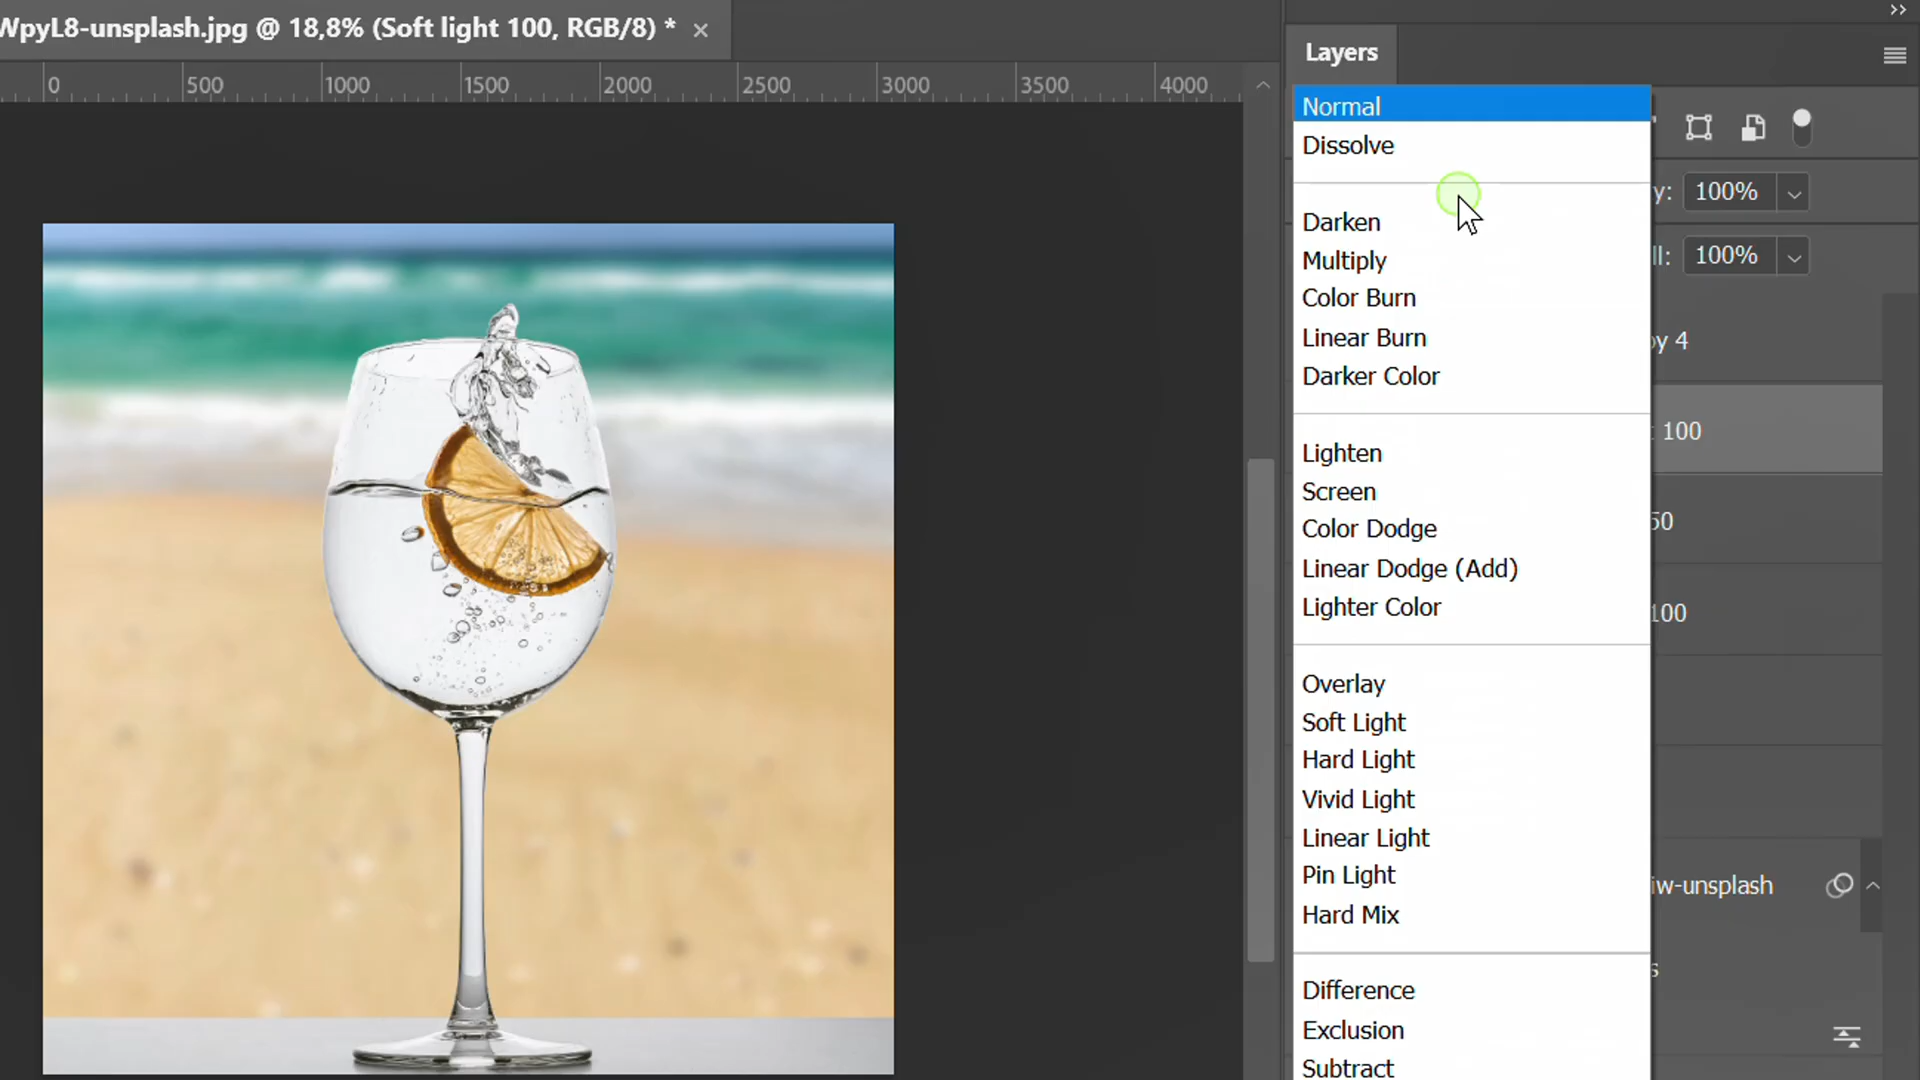 WpyL8-unsplash.jpg @ 18,8% (Soft light 100, RGB/8) *
0 500 1000 1500 2000 2500 3000 3500 4000
Layers
Normal
Dissolve
y: 100%
Darken
ll: 100%
Multiply
Color Burn
Linear Burn
py 4
Darker Color
100
Lighten
Screen
50
Color Dodge
Linear Dodge (Add)
Lighter Color
100
Overlay
Soft Light
Hard Light
Vivid Light
Linear Light
Pin Light
iw-unsplash
Hard Mix
s
Difference
Exclusion
Subtract